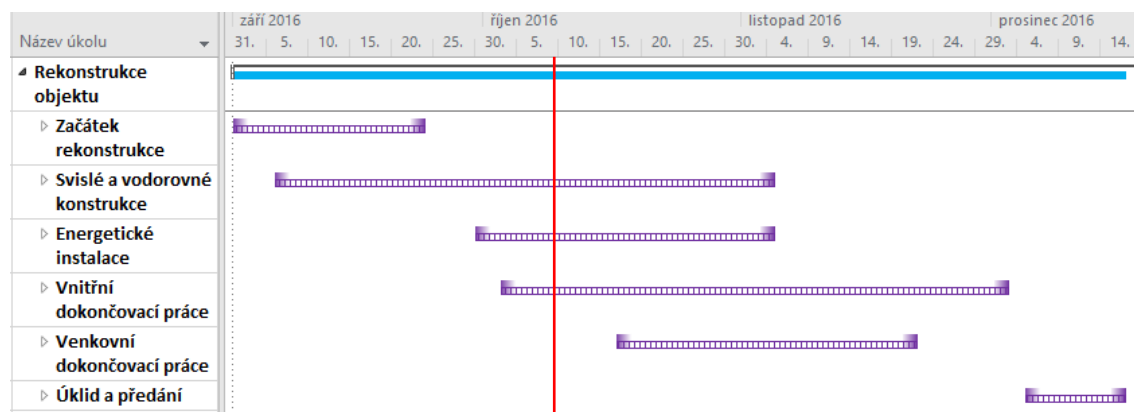 září 2016 říjen 2016 listopad 2016 prosinec 2016
Název úkolu 31. 5. 10. 15. 20. 25. 30. 5. 10. 15. 20. 25. 30. 4. 9. 14. 19. 24. 29. 4. 9. 14.
Rekonstrukce
objektu
Začátek
rekonstrukce
Svislé a vodorovné
konstrukce
Energetické
instalace
Vnitřní
dokončovací práce
Venkovní
dokončovací práce
Úklid a předání